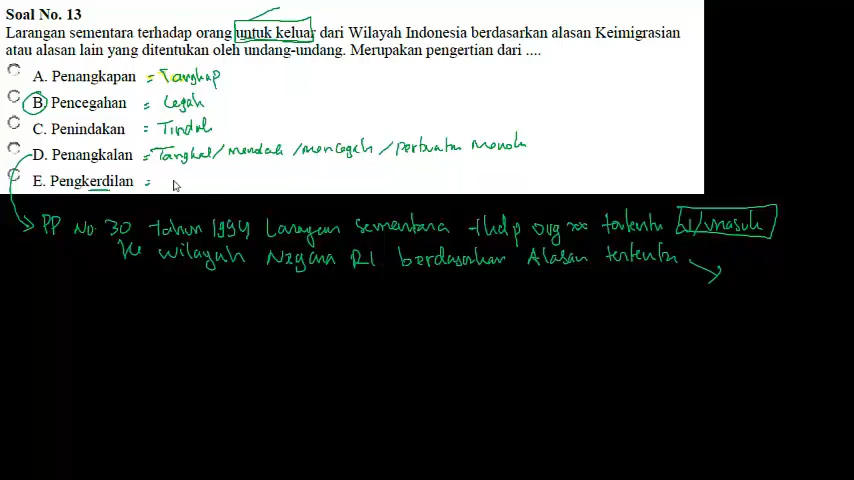 Soal No. 13
Larangan sementara terhadap orang untuk keluar dari Wilayah Indonesia berdasarkan alasan Keimigrasian
atau alasan lain yang ditentukan oleh undang-undang. Merupakan pengertian dari ....
A. Penangkapan = Tangkap
B. Pencegahan = Cegah
C. Penindakan = Tindak
D. Penangkalan = Tangkal/menolak/mencegah/perbuatan menolak
E. Pengkerdilan =
PP No. 30 tahun 1994 Larangan sementara thdp org xx tertentu u/masuk
ke wilayah Negara RI berdasarkan Alasan tertentu